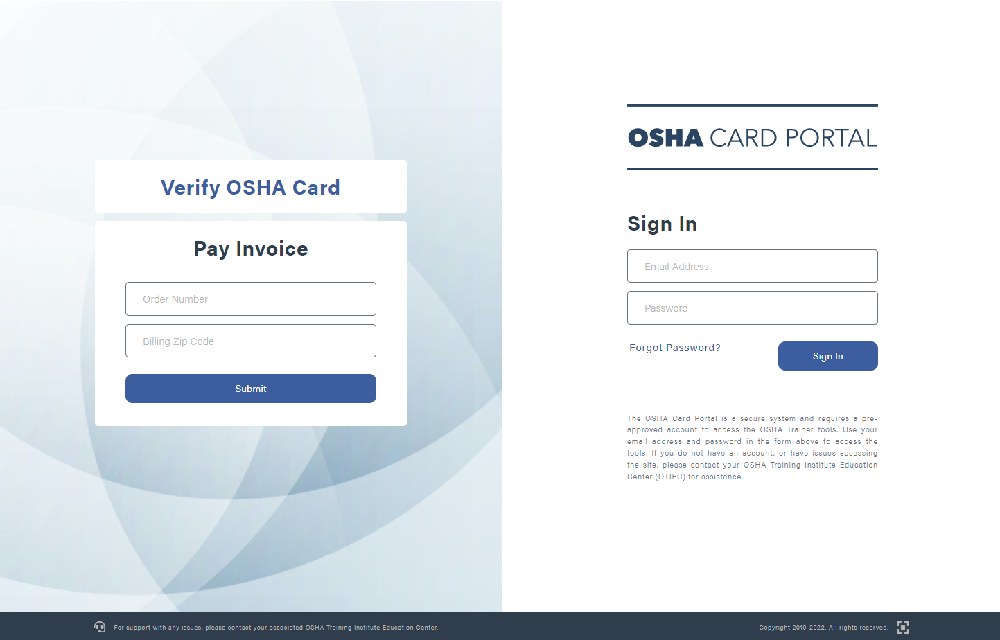 Verify OSHA Card
Pay Invoice
Order Number
Billing Zip Code
Submit
OSHA CARD PORTAL
Sign In
Email Address
Password
Forgot Password?
Sign In
The OSHA Card Portal is a secure system and requires a pre-
approved account to access the OSHA Trainer tools. Use your
email address and password in the form above to access the
tools. If you do not have an account, or have issues accessing
the site, please contact your OSHA Training Institute Education
Center (OTIEC) for assistance.
For support with any issues, please contact your associated OSHA Training Institute Education Center.
Copyright 2019-2022. All rights reserved.